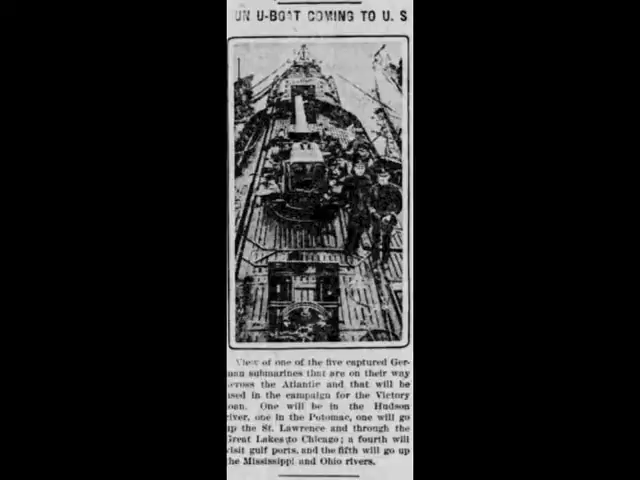 UN U-BOAT COMING TO U. S
View of one of the five captured Ger-
nan submarines that are on their way
across the Atlantic and that will be
ised in the campaign for the Victory
oan. One will be in the Hudson
river, one in the Potomac, one will go
up the St. Lawrence and through the
Great Lakes to Chicago; a fourth will
visit gulf ports, and the fifth will go up
the Mississippi and Ohio rivers.